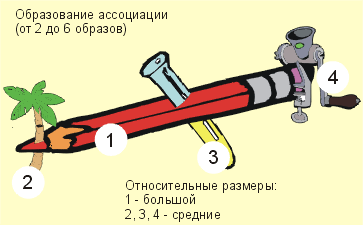 Образование ассоциации
(от 2 до 6 образов)
4
1
3
2
Относительные размеры:
1 - большой
2, 3, 4 - средние